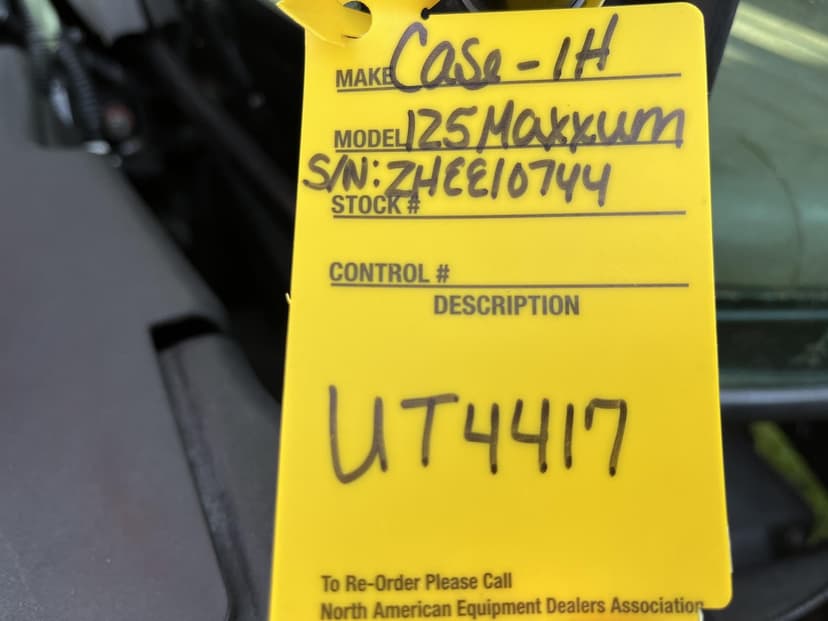 MAKE Case-IH
MODEL 125 Maxxum
S/N: ZHEE10744
STOCK #
CONTROL #
DESCRIPTION
UT4417
To Re-Order Please Call
North American Equipment Dealers Association